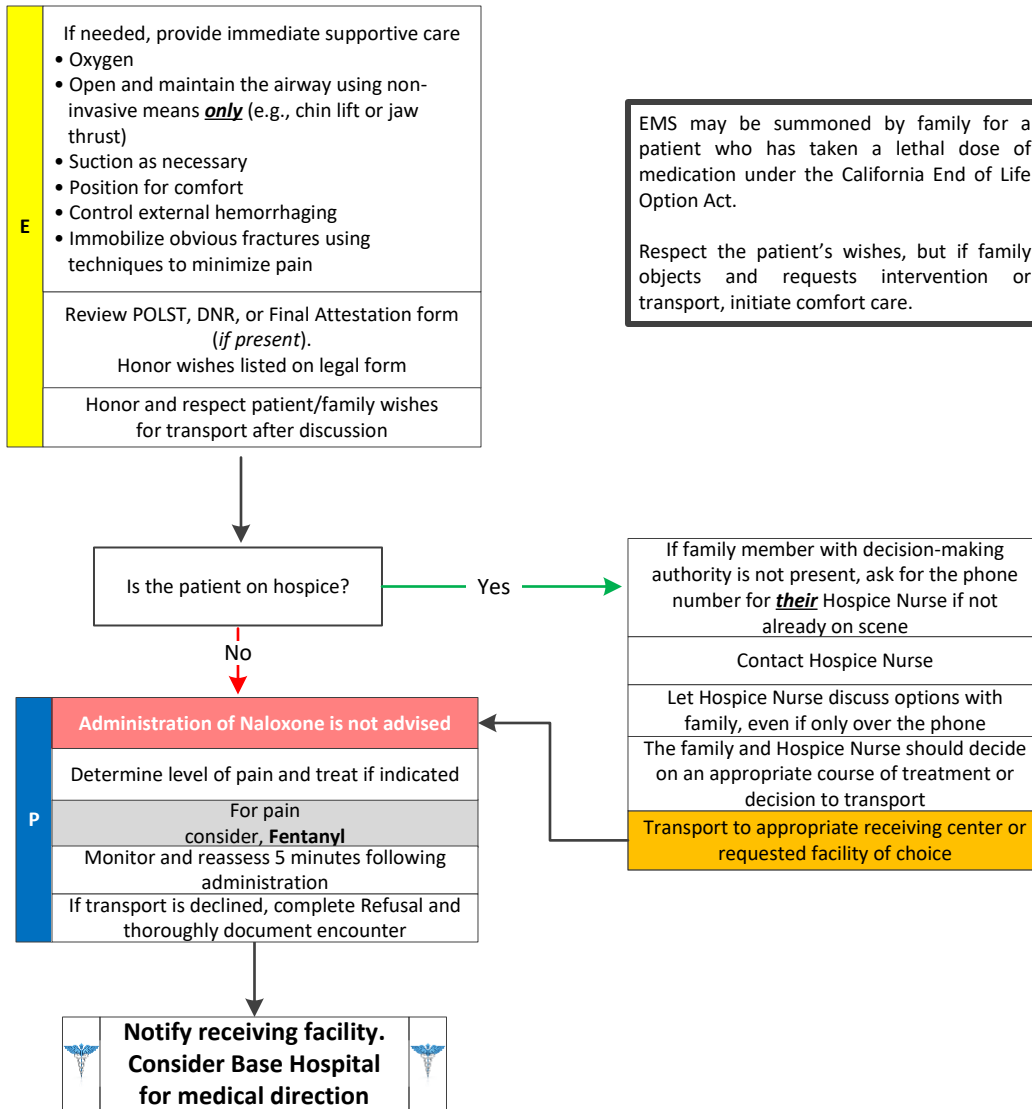 If needed, provide immediate supportive care
• Oxygen
• Open and maintain the airway using non-
invasive means only (e.g., chin lift or jaw
thrust)
• Suction as necessary
• Position for comfort
• Control external hemorrhaging
• Immobilize obvious fractures using
techniques to minimize pain
E
Review POLST, DNR, or Final Attestation form
(if present).
Honor wishes listed on legal form
Honor and respect patient/family wishes
for transport after discussion
EMS may be summoned by family for a
patient who has taken a lethal dose of
medication under the California End of Life
Option Act.
Respect the patient’s wishes, but if family
objects and requests intervention or
transport, initiate comfort care.
Is the patient on hospice?
Yes
No
If family member with decision-making
authority is not present, ask for the phone
number for their Hospice Nurse if not
already on scene
Contact Hospice Nurse
Let Hospice Nurse discuss options with
family, even if only over the phone
The family and Hospice Nurse should decide
on an appropriate course of treatment or
decision to transport
Transport to appropriate receiving center or
requested facility of choice
P
Administration of Naloxone is not advised
Determine level of pain and treat if indicated
For pain
consider, Fentanyl
Monitor and reassess 5 minutes following
administration
If transport is declined, complete Refusal and
thoroughly document encounter
Notify receiving facility.
Consider Base Hospital
for medical direction